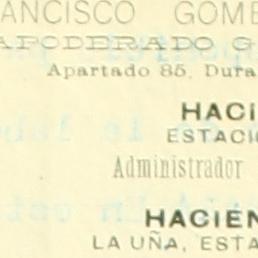 ANCISCO GOME
APODERADO G
Apartado 85, Dura
HACI
ESTACI
Administrador
HACIEN
LA UÑA, ESTA